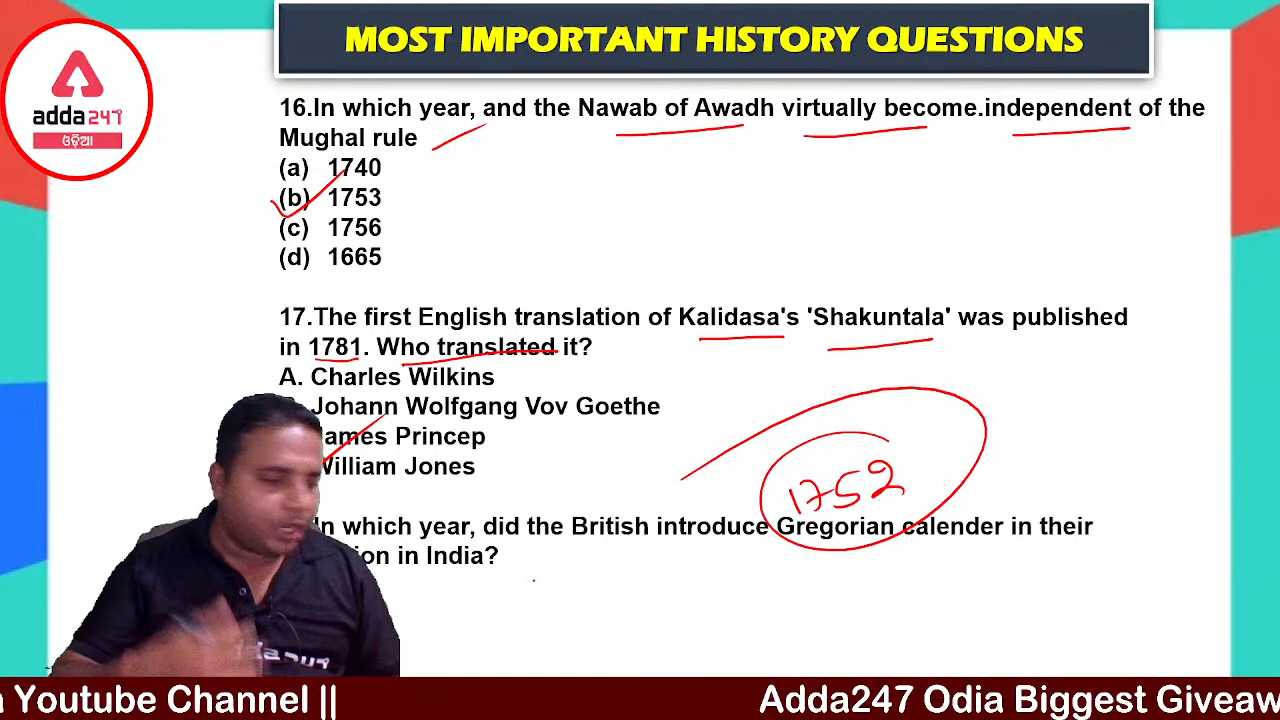 MOST IMPORTANT HISTORY QUESTIONS
adda247
ଓଡ଼ିଆ
16.In which year, and the Nawab of Awadh virtually become.independent of the
Mughal rule
(a) 1740
(b) 1753
(c) 1756
(d) 1665
17.The first English translation of Kalidasa's 'Shakuntala' was published
in 1781. Who translated it?
A. Charles Wilkins
Johann Wolfgang Vov Goethe
James Princep
William Jones
1752
In which year, did the British introduce Gregorian calender in their
in India?
Youtube Channel || Adda247 Odia Biggest